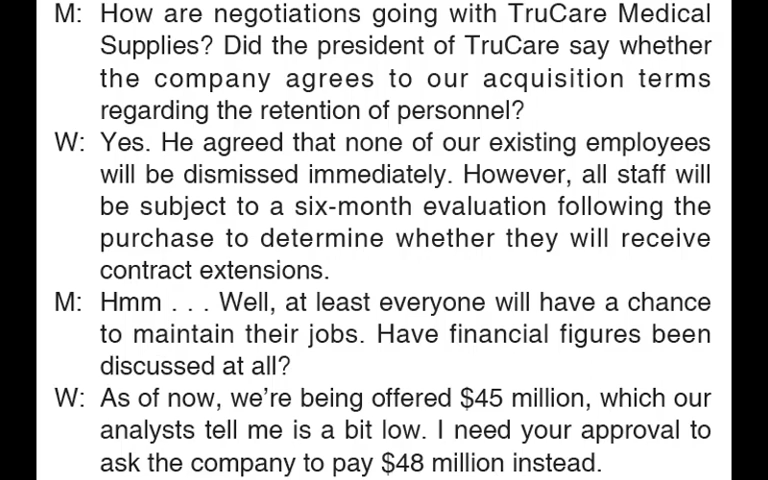 M: How are negotiations going with TruCare Medical
Supplies? Did the president of TruCare say whether
the company agrees to our acquisition terms
regarding the retention of personnel?
W: Yes. He agreed that none of our existing employees
will be dismissed immediately. However, all staff will
be subject to a six-month evaluation following the
purchase to determine whether they will receive
contract extensions.
M: Hmm . . . Well, at least everyone will have a chance
to maintain their jobs. Have financial figures been
discussed at all?
W: As of now, we’re being offered $45 million, which our
analysts tell me is a bit low. I need your approval to
ask the company to pay $48 million instead.